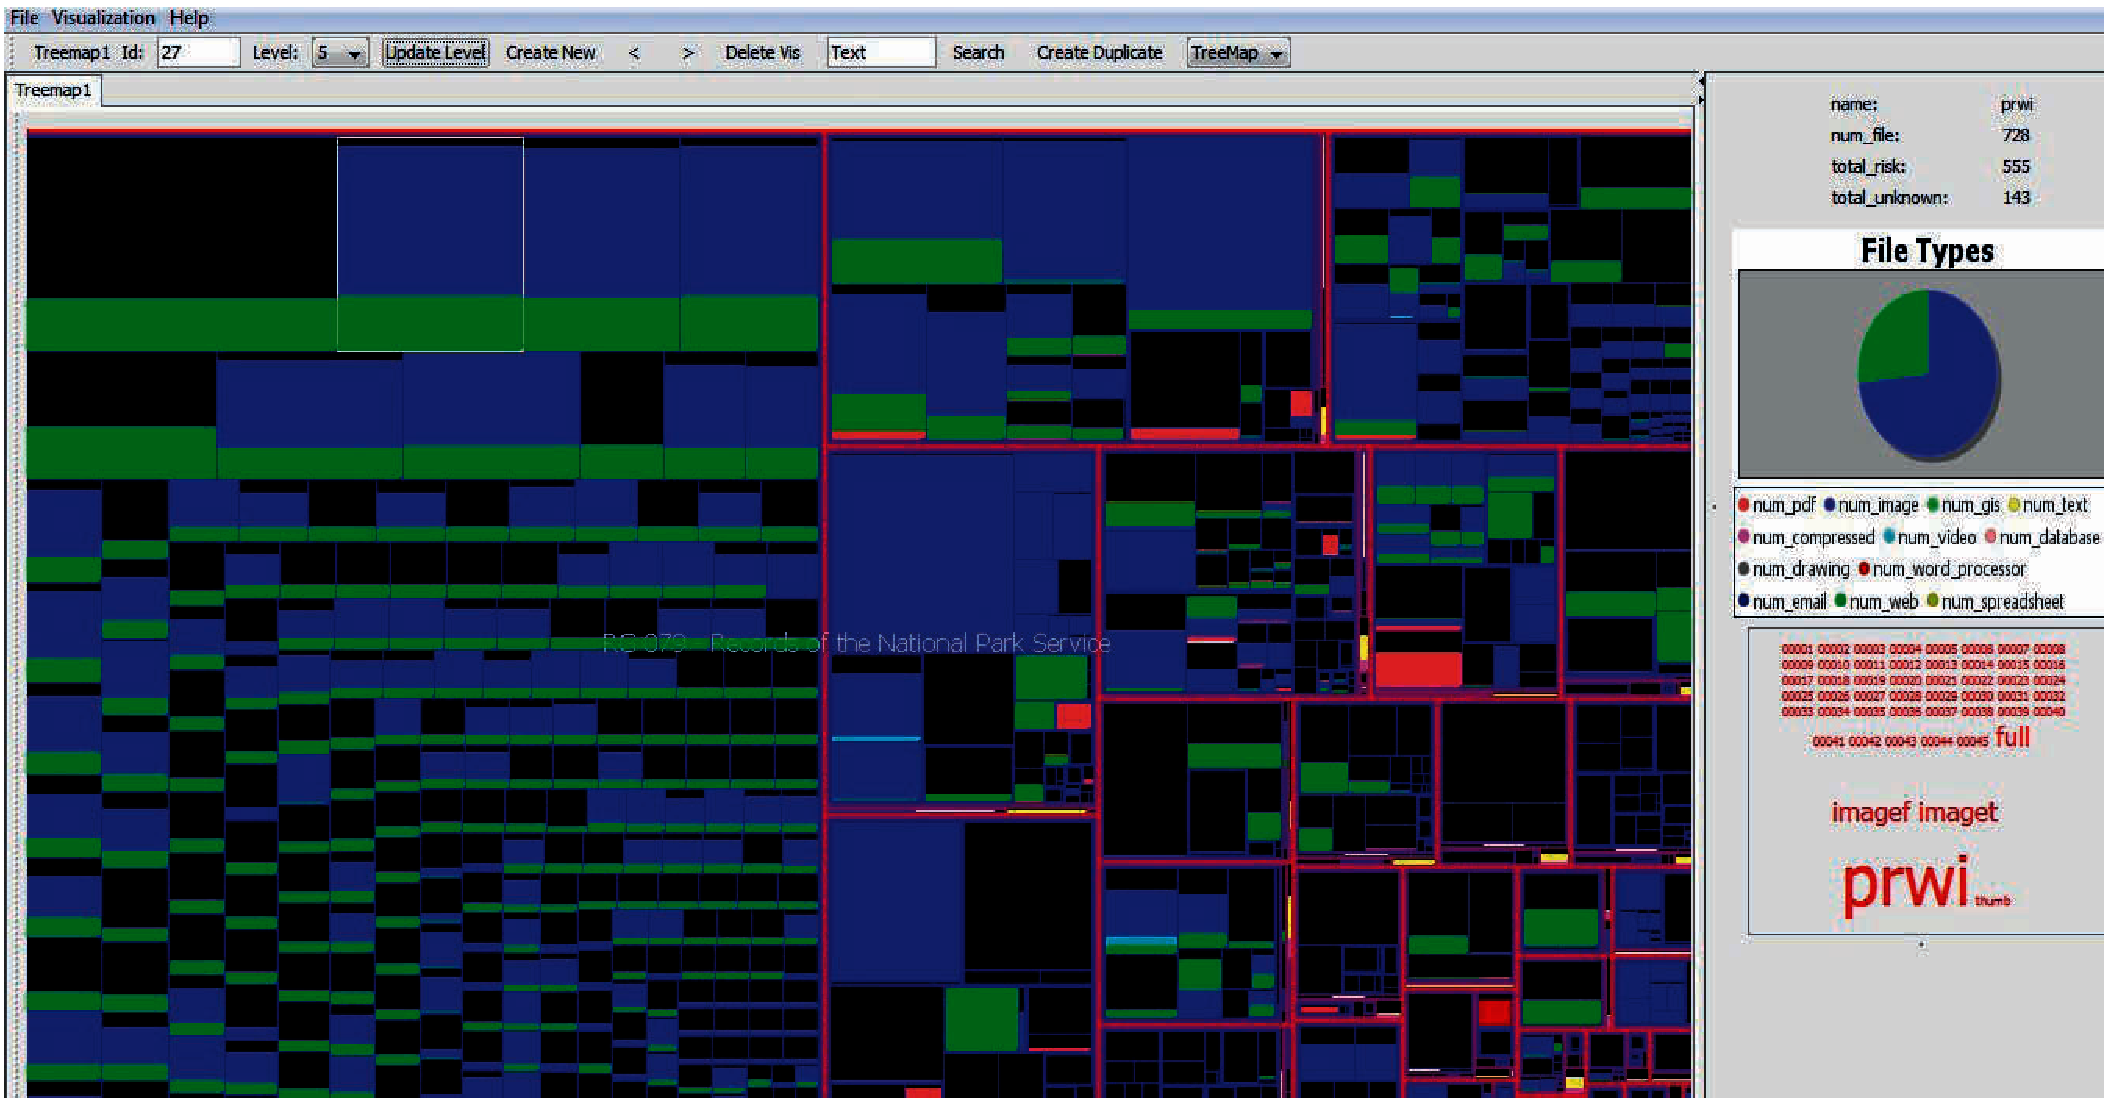 File Visualization Help
Treemap1 Id: 27 Level: 5 Update Level Create New < > Delete Vis Text Search Create Duplicate TreeMap
Treemap1
name: prwi
num_file: 728
total_risk: 555
total_unknown: 143
File Types
num_pdf num_image num_gis num_text
num_compressed num_video num_database
num_drawing num_word_processor
num_email num_web num_spreadsheet
RG 079 - Records of the National Park Service
00001 00002 00003 00004 00005 00006 00007 00008
00009 00010 00011 00012 00013 00014 00015 00016
00017 00018 00019 00020 00021 00022 00023 00024
00025 00026 00027 00028 00029 00030 00031 00032
00033 00034 00035 00036 00037 00038 00039 00040
00041 00042 00043 00044 00045 full
imagef imaget
prwi thumb